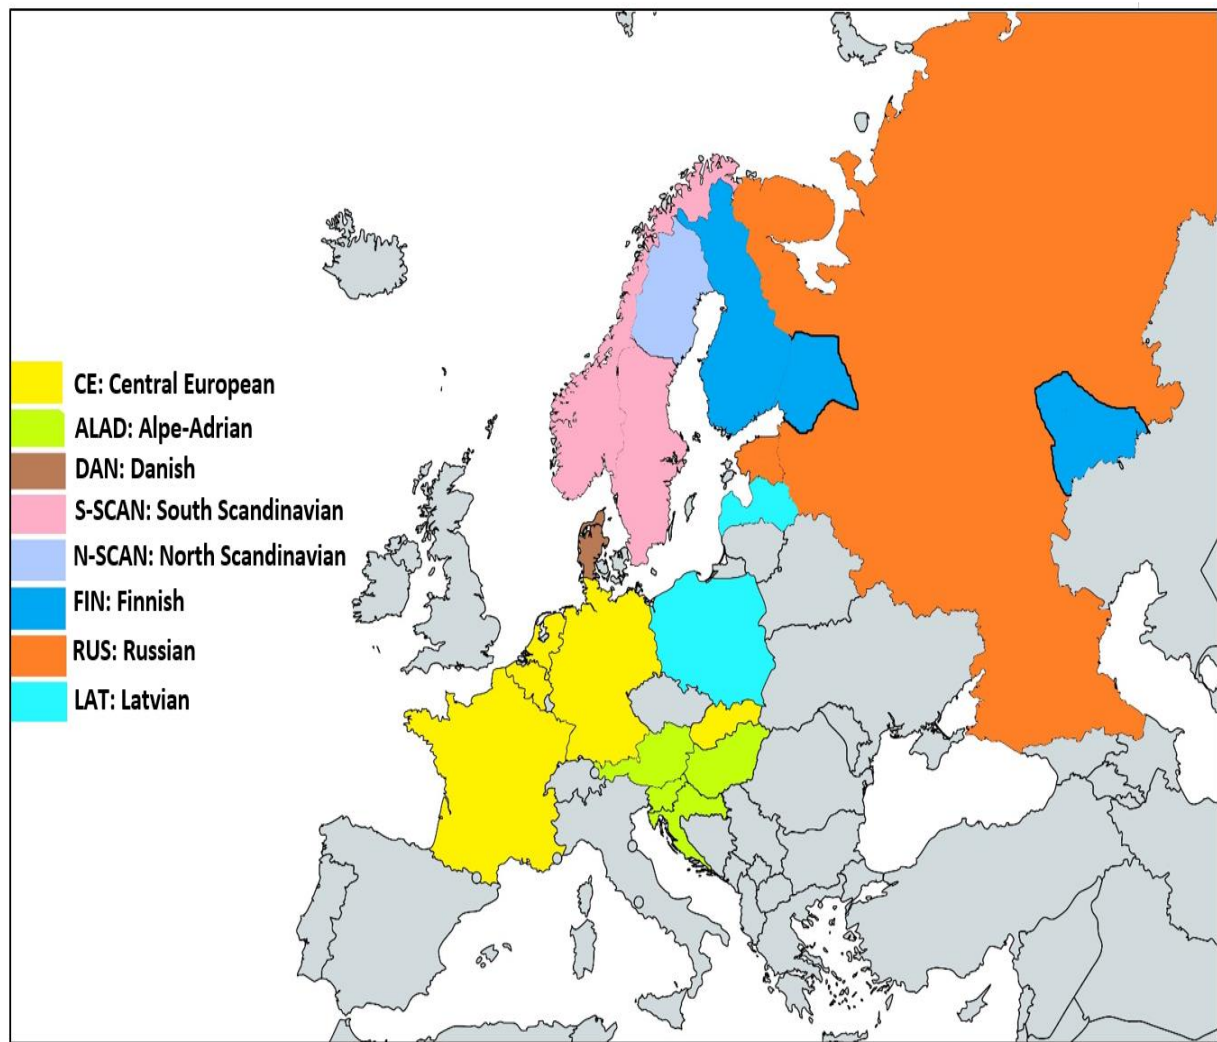 CE: Central European
ALAD: Alpe-Adrian
DAN: Danish
S-SCAN: South Scandinavian
N-SCAN: North Scandinavian
FIN: Finnish
RUS: Russian
LAT: Latvian